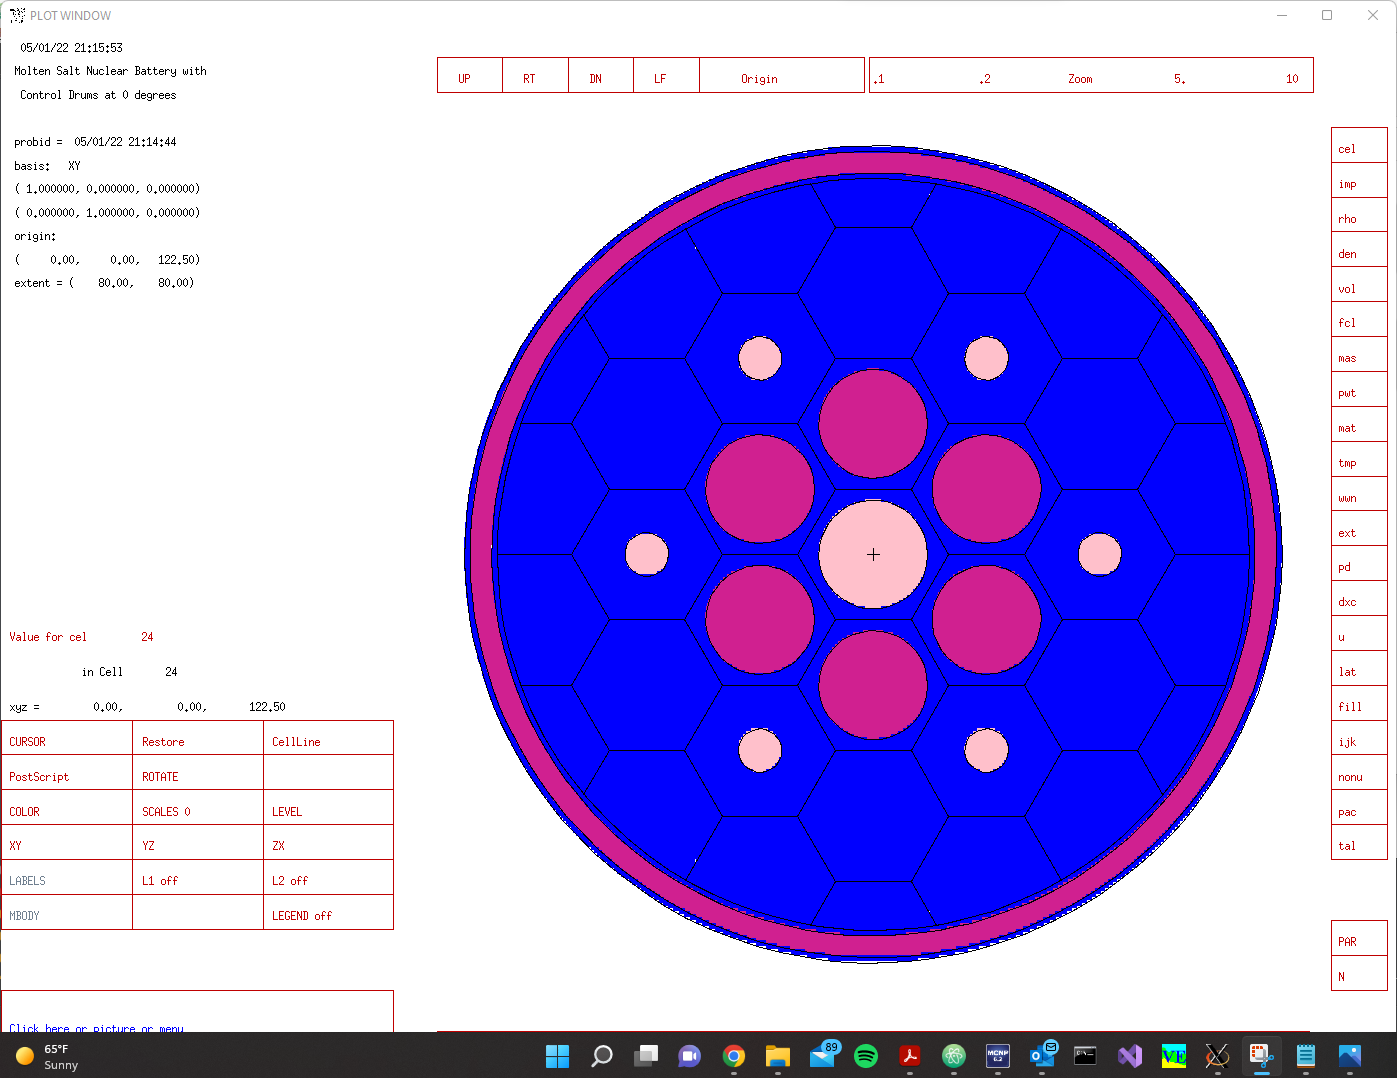 PLOT WINDOW
05/01/22 21:15:53
Molten Salt Nuclear Battery with
Control Drums at 0 degrees
probid = 05/01/22 21:14:44
basis: XY
( 1.000000, 0.000000, 0.000000)
( 0.000000, 1.000000, 0.000000)
origin:
( 0.00, 0.00, 122.50)
extent = ( 80.00, 80.00)
UP RT DN LF Origin .1 .2 Zoom 5. 10
cel
imp
rho
den
vol
fcl
mas
pwt
mat
tmp
wwn
ext
pd
dxc
u
lat
fill
ijk
nonu
pac
tal
PAR
N
Value for cel 24
in Cell 24
xyz = 0.00, 0.00, 122.50
CURSOR Restore CellLine
PostScript ROTATE
COLOR SCALES 0 LEVEL
XY YZ ZX
LABELS L1 off L2 off
MBODY LEGEND off
Click here or picture or menu
65°F
Sunny
89
MCNP
6.2
VE